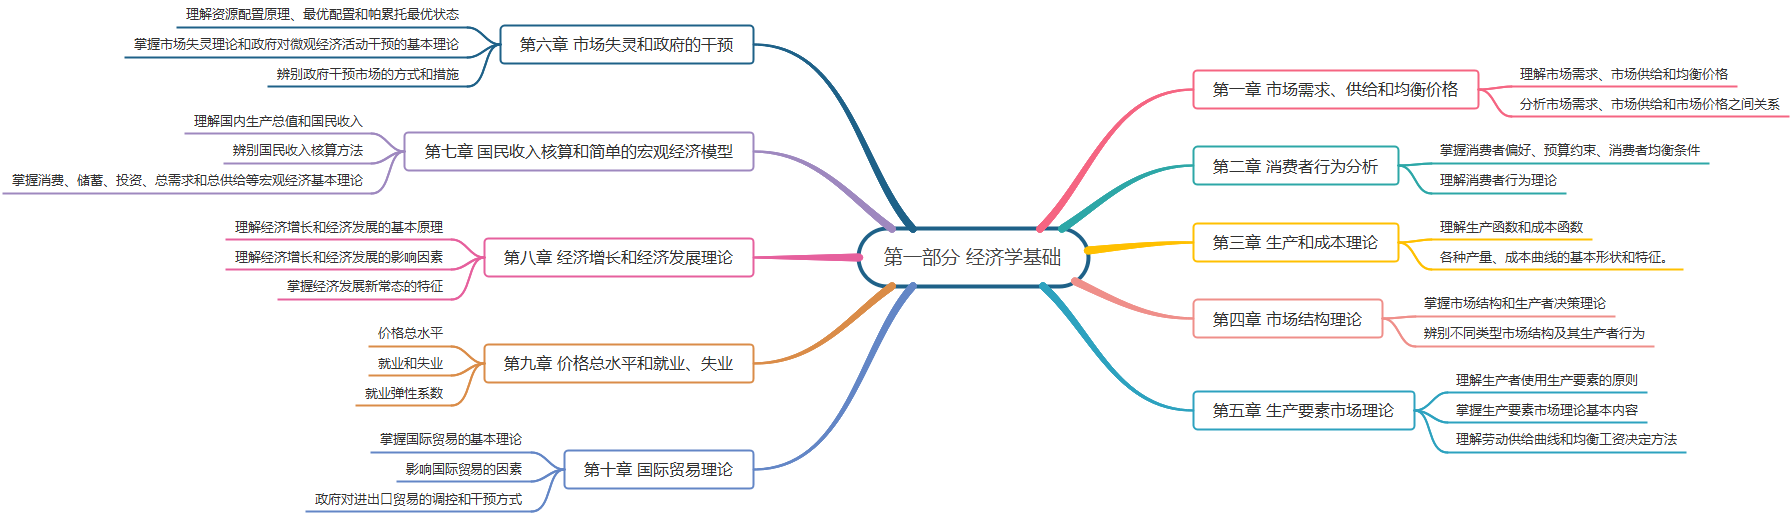 第一部分 经济学基础
第一章 市场需求、供给和均衡价格
理解市场需求、市场供给和均衡价格
分析市场需求、市场供给和市场价格之间关系
第二章 消费者行为分析
掌握消费者偏好、预算约束、消费者均衡条件
理解消费者行为理论
第三章 生产和成本理论
理解生产函数和成本函数
各种产量、成本曲线的基本形状和特征。
第四章 市场结构理论
掌握市场结构和生产者决策理论
辨别不同类型市场结构及其生产者行为
第五章 生产要素市场理论
理解生产者使用生产要素的原则
掌握生产要素市场理论基本内容
理解劳动供给曲线和均衡工资决定方法
第六章 市场失灵和政府的干预
理解资源配置原理、最优配置和帕累托最优状态
掌握市场失灵理论和政府对微观经济活动干预的基本理论
辨别政府干预市场的方式和措施
第七章 国民收入核算和简单的宏观经济模型
理解国内生产总值和国民收入
辨别国民收入核算方法
掌握消费、储蓄、投资、总需求和总供给等宏观经济基本理论
第八章 经济增长和经济发展理论
理解经济增长和经济发展的基本原理
理解经济增长和经济发展的影响因素
掌握经济发展新常态的特征
第九章 价格总水平和就业、失业
价格总水平
就业和失业
就业弹性系数
第十章 国际贸易理论
掌握国际贸易的基本理论
影响国际贸易的因素
政府对进出口贸易的调控和干预方式